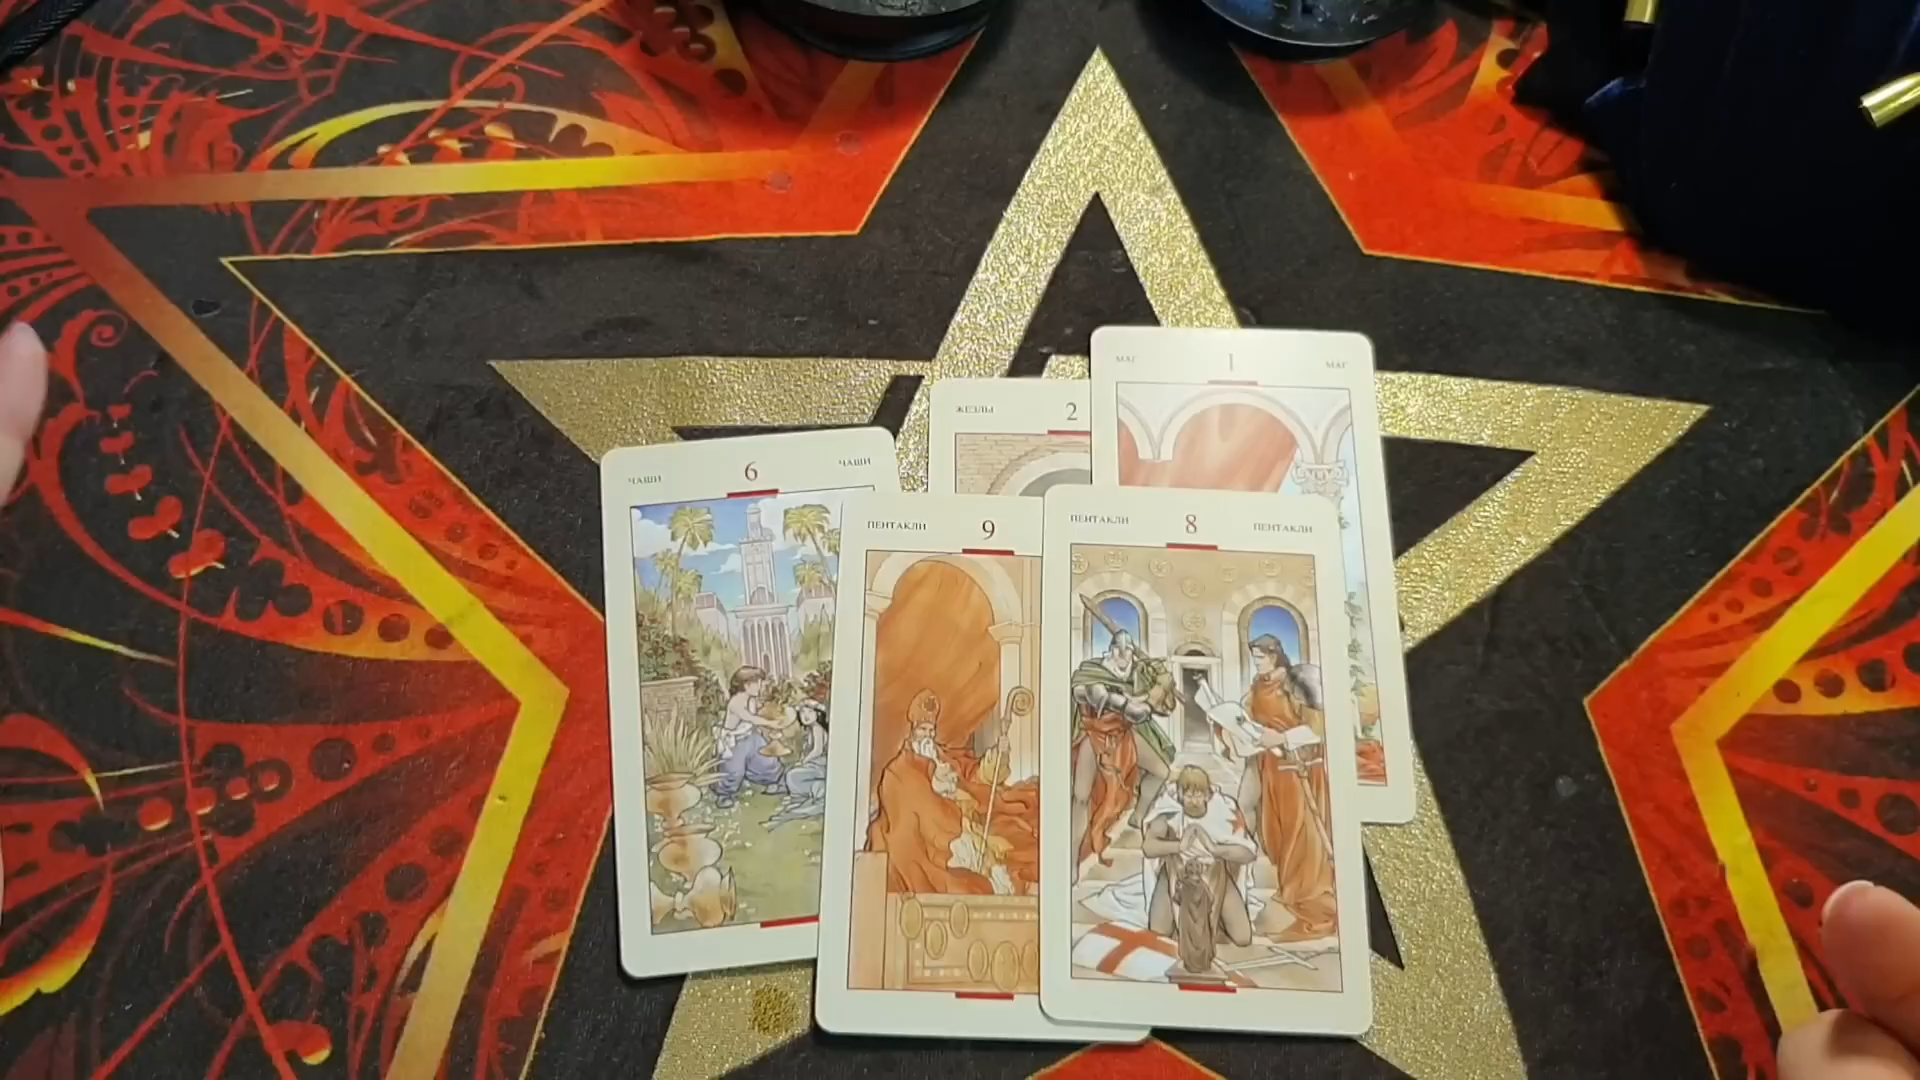 МАГ 1 МАГ
ЖЕЗЛЫ 2
ЧАШИ 6 ЧАШИ
ПЕНТАКЛИ 9
ПЕНТАКЛИ 8 ПЕНТАКЛИ